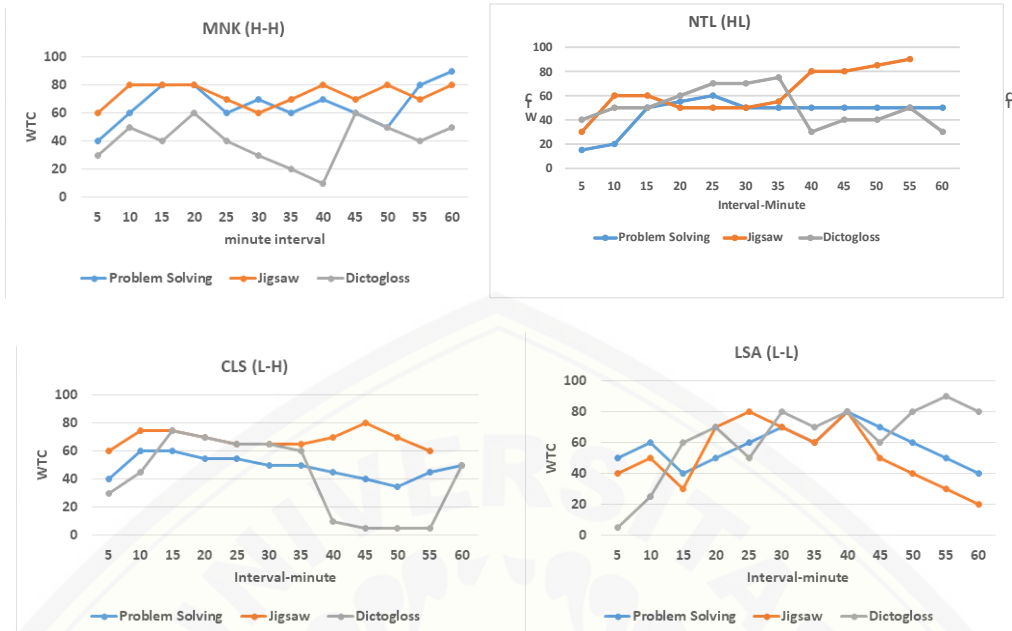 MNK (H-H)
100
80
60
40
20
0
WTC
5 10 15 20 25 30 35 40 45 50 55 60
minute interval
Problem Solving Jigsaw Dictogloss
NTL (HL)
100
80
60
40
20
0
5 10 15 20 25 30 35 40 45 50 55 60
Interval-Minute
Problem Solving Jigsaw Dictogloss
CLS (L-H)
100
80
60
40
20
0
WTC
5 10 15 20 25 30 35 40 45 50 55 60
Interval-minute
Problem Solving Jigsaw Dictogloss
LSA (L-L)
100
80
60
40
20
0
WTC
5 10 15 20 25 30 35 40 45 50 55 60
Interval-minute
Problem Solving Jigsaw Dictogloss